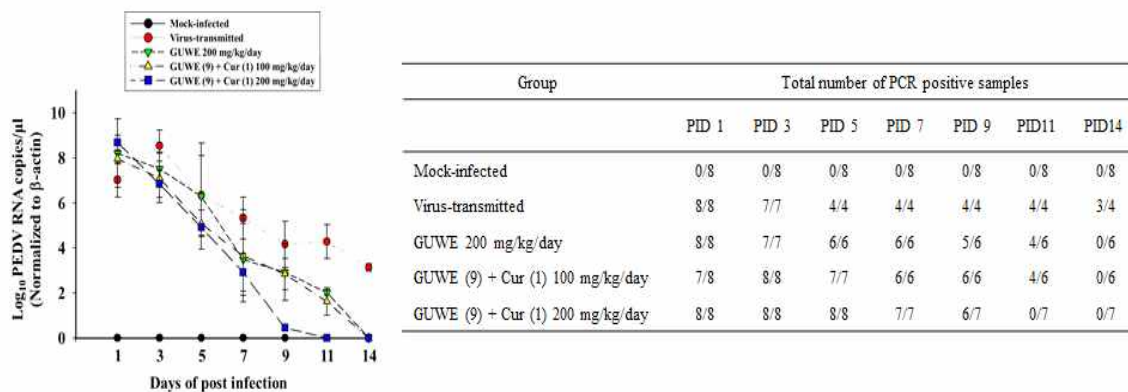 Mock-infected
Virus-transmitted
GUWE 200 mg/kg/day
GUWE (9) + Cur (1) 100 mg/kg/day
GUWE (9) + Cur (1) 200 mg/kg/day
Log₁₀ PEDV RNA copies/μl
(Normalized to β-actin)
10
8
6
4
2
0
1 3 5 7 9 11 14
Days of post infection
Group Total number of PCR positive samples
PID 1 PID 3 PID 5 PID 7 PID 9 PID11 PID14
Mock-infected 0/8 0/8 0/8 0/8 0/8 0/8 0/8
Virus-transmitted 8/8 7/7 4/4 4/4 4/4 4/4 3/4
GUWE 200 mg/kg/day 8/8 7/7 6/6 6/6 5/6 4/6 0/6
GUWE (9) + Cur (1) 100 mg/kg/day 7/8 8/8 7/7 6/6 6/6 4/6 0/6
GUWE (9) + Cur (1) 200 mg/kg/day 8/8 8/8 8/8 7/7 6/7 0/7 0/7